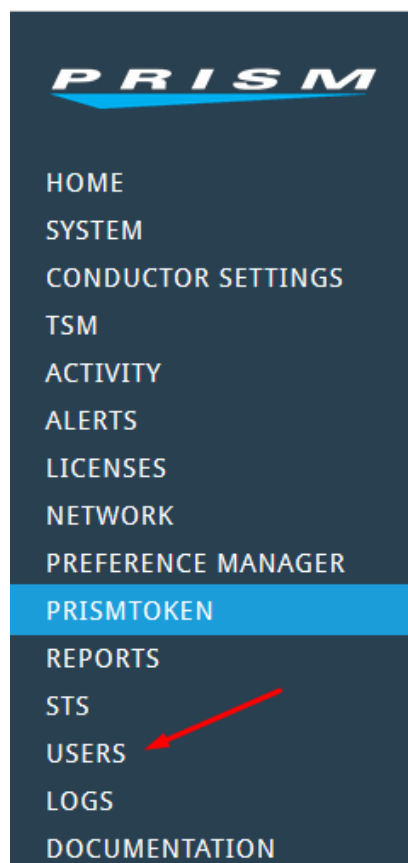 PRISM
HOME
SYSTEM
CONDUCTOR SETTINGS
TSM
ACTIVITY
ALERTS
LICENSES
NETWORK
PREFERENCE MANAGER
PRISMTOKEN
REPORTS
STS
USERS
LOGS
DOCUMENTATION